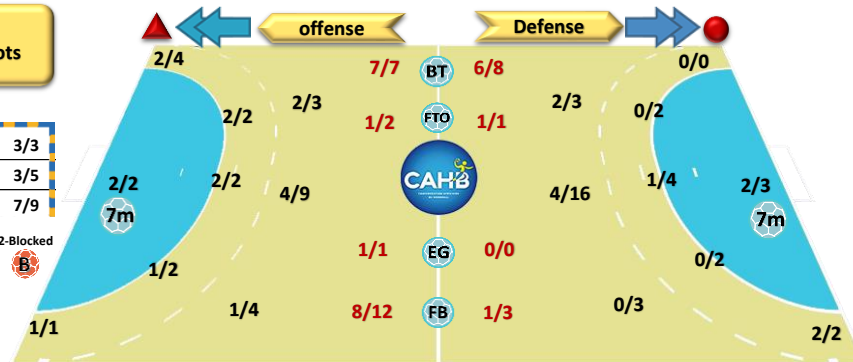 ots
offense
Defense
2/4
7/7
BT
6/8
0/0
2/2
2/3
1/2
FTO
1/1
2/3
0/2
3/3
3/5
7/9
2/2
2/2
4/9
CAHB
4/16
1/4
2/3
7m
7m
2-Blocked
B
1/2
1/1
EG
0/0
0/2
1/4
8/12
FB
1/3
0/3
1/1
2/2